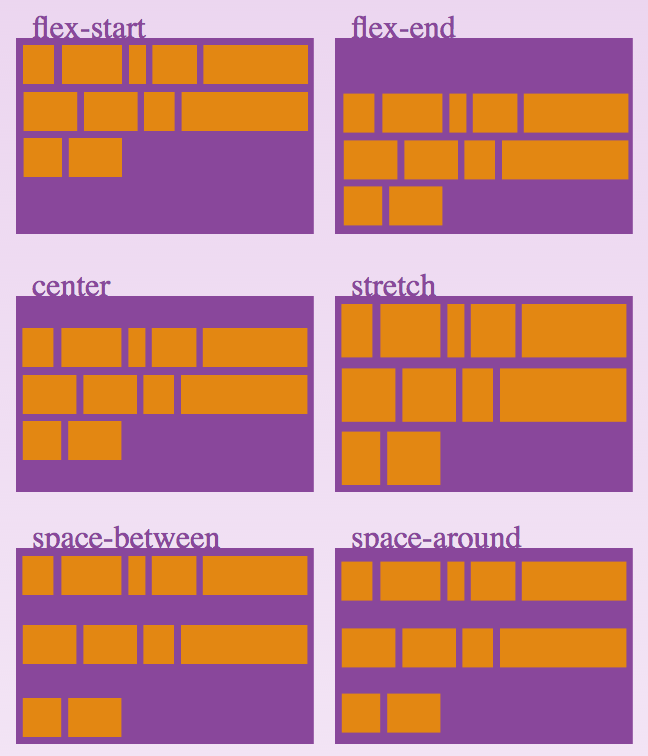 flex-start
flex-end
center
stretch
space-between
space-around